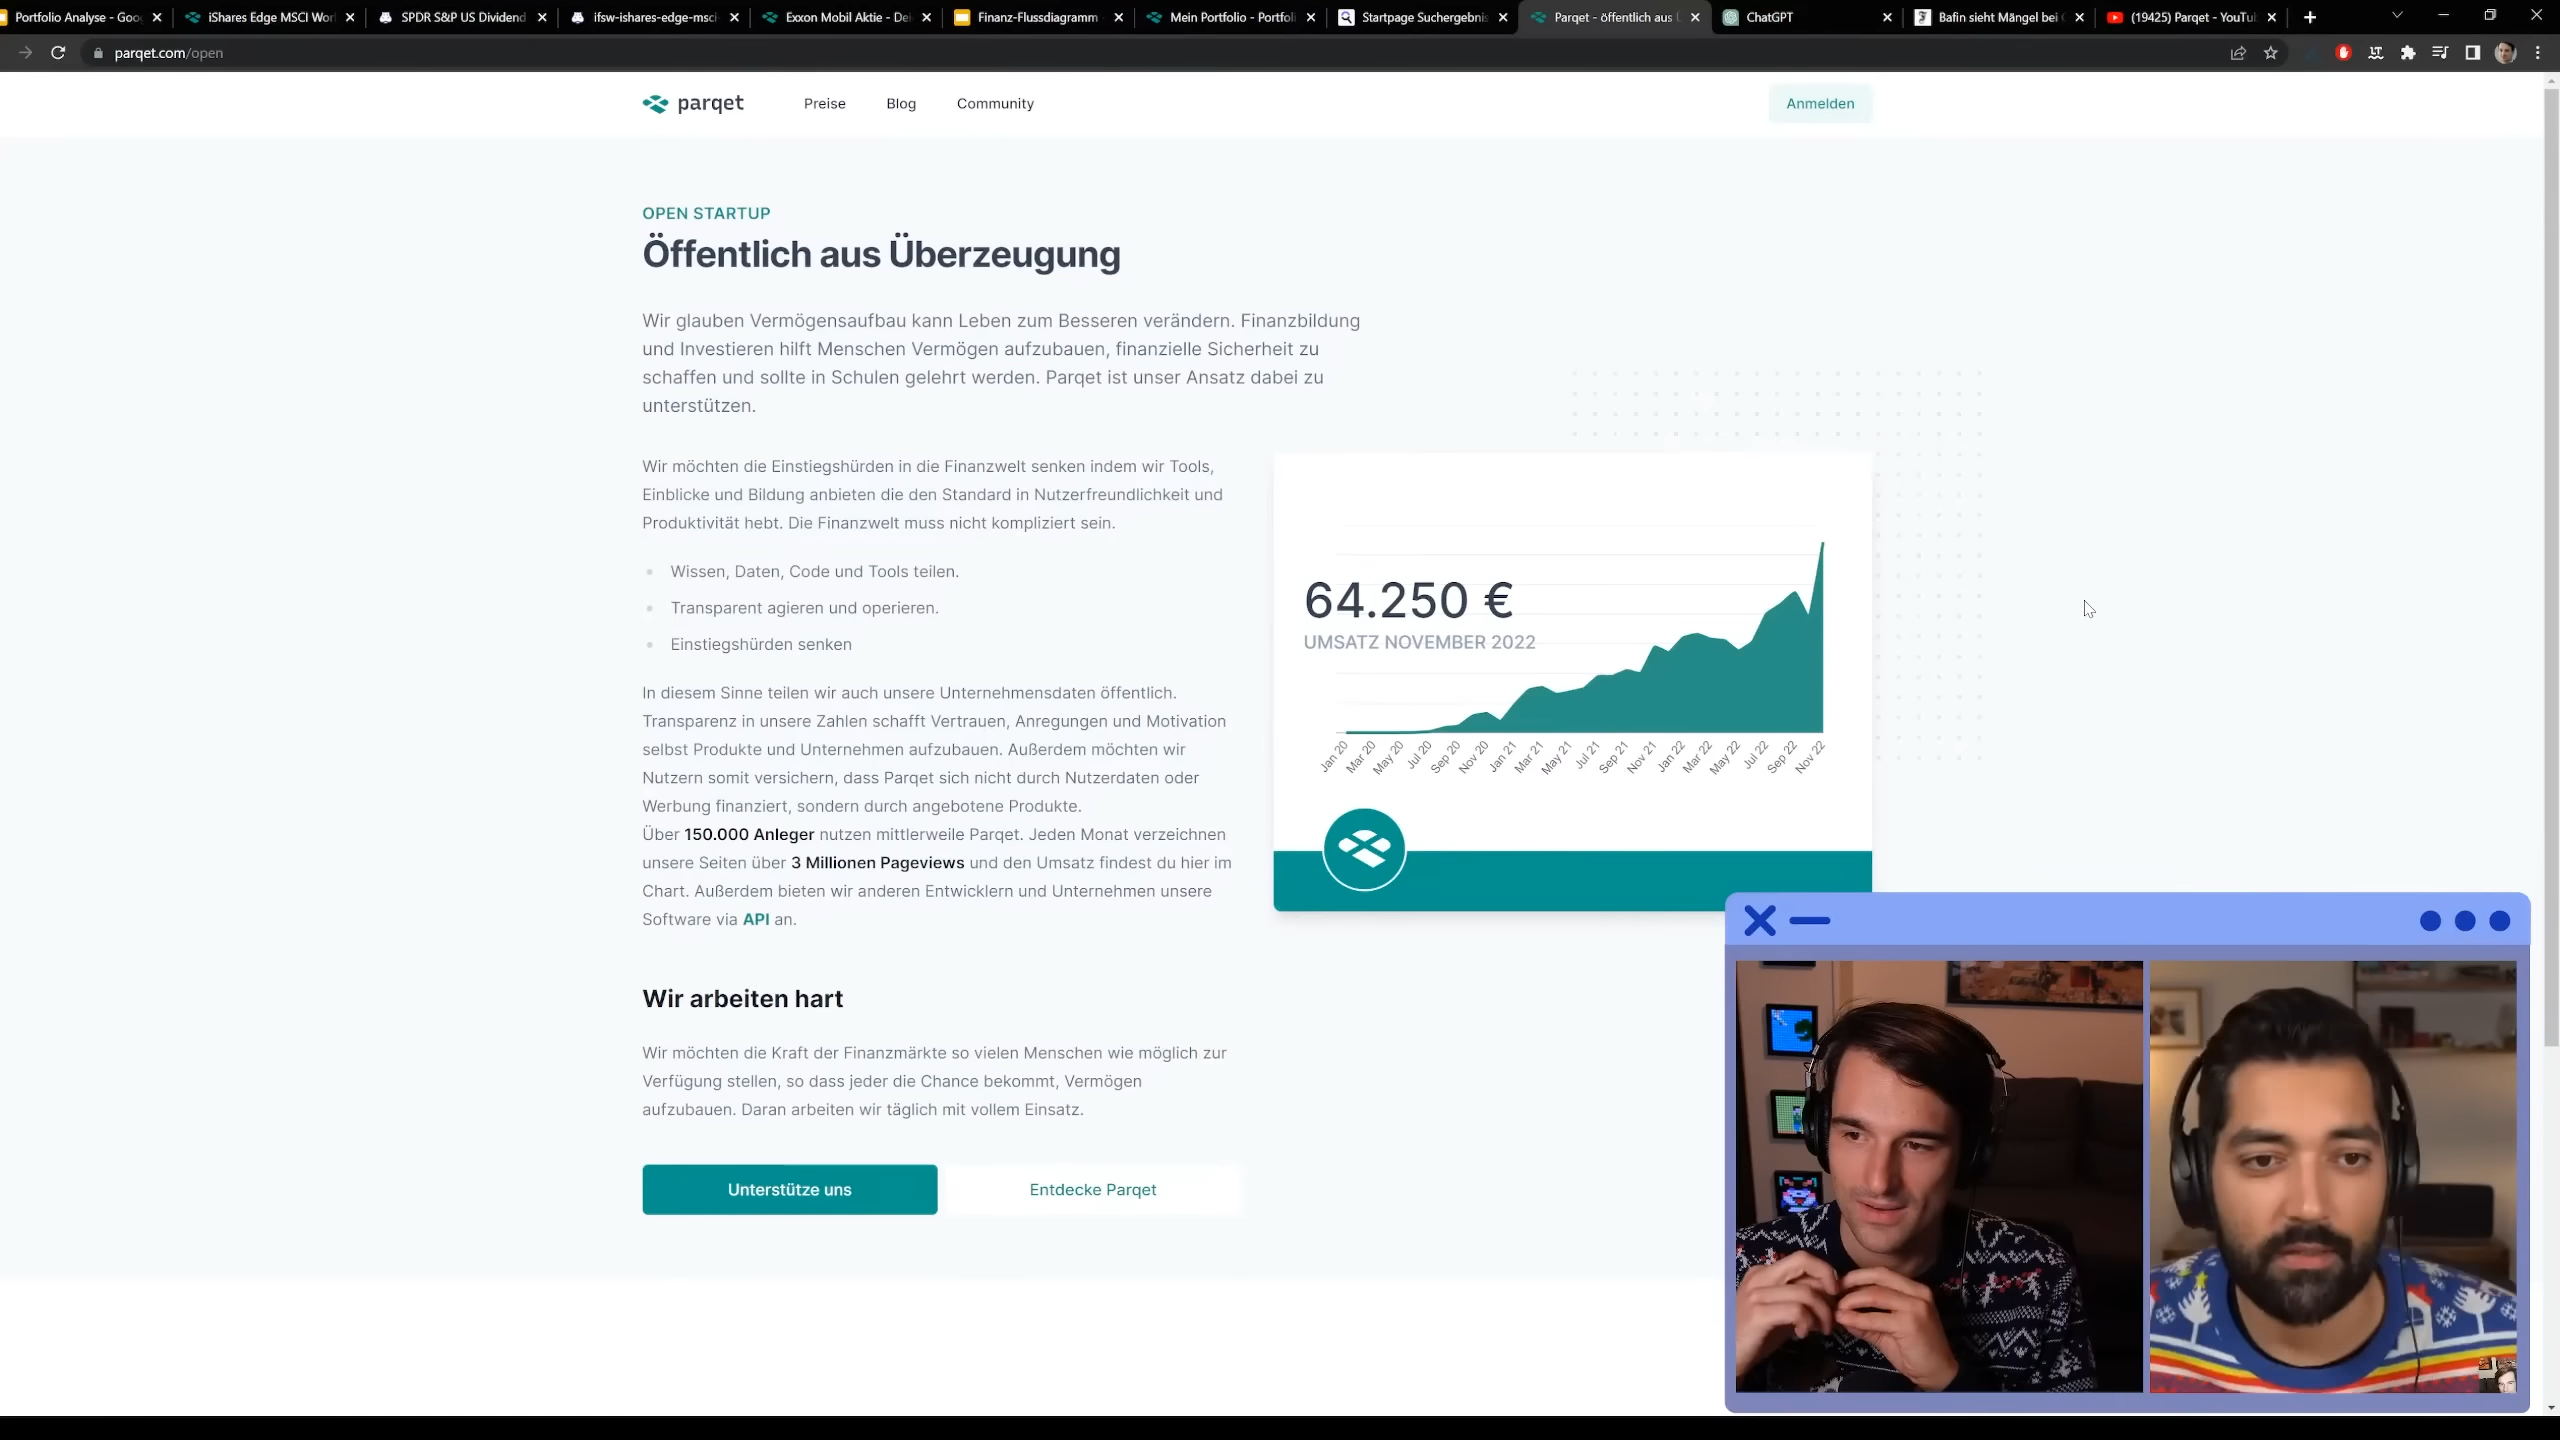 Portfolio Analyse - Goog
iShares Edge MSCI Worl
SPDR S&P US Dividend
ifsw-ishares-edge-msci-
Exxon Mobil Aktie - De
Finanz-Flussdiagramm
Mein Portfolio - Portfoli
Startpage Suchergebnis
Parqet - öffentlich aus Ü
ChatGPT
Bafin sieht Mängel bei
(19425) Parqet - YouTu
parqet.com/open
parqet
Preise
Blog
Community
Anmelden
OPEN STARTUP
Öffentlich aus Überzeugung
Wir glauben Vermögensaufbau kann Leben zum Besseren verändern. Finanzbildung
und Investieren hilft Menschen Vermögen aufzubauen, finanzielle Sicherheit zu
schaffen und sollte in Schulen gelehrt werden. Parqet ist unser Ansatz dabei zu
unterstützen.
Wir möchten die Einstiegshürden in die Finanzwelt senken indem wir Tools,
Einblicke und Bildung anbieten die den Standard in Nutzerfreundlichkeit und
Produktivität hebt. Die Finanzwelt muss nicht kompliziert sein.
Wissen, Daten, Code und Tools teilen.
Transparent agieren und operieren.
Einstiegshürden senken
In diesem Sinne teilen wir auch unsere Unternehmensdaten öffentlich.
Transparenz in unsere Zahlen schafft Vertrauen, Anregungen und Motivation
selbst Produkte und Unternehmen aufzubauen. Außerdem möchten wir
Nutzern somit versichern, dass Parqet sich nicht durch Nutzerdaten oder
Werbung finanziert, sondern durch angebotene Produkte.
Über 150.000 Anleger nutzen mittlerweile Parqet. Jeden Monat verzeichnen
unsere Seiten über 3 Millionen Pageviews und den Umsatz findest du hier im
Chart. Außerdem bieten wir anderen Entwicklern und Unternehmen unsere
Software via API an.
64.250 €
UMSATZ NOVEMBER 2022
Jan 20
Mar 20
May 20
Jul 20
Sep 20
Nov 20
Jan 21
Mar 21
May 21
Jul 21
Sep 21
Nov 21
Jan 22
Mar 22
May 22
Jul 22
Sep 22
Nov 22
Wir arbeiten hart
Wir möchten die Kraft der Finanzmärkte so vielen Menschen wie möglich zur
Verfügung stellen, so dass jeder die Chance bekommt, Vermögen
aufzubauen. Daran arbeiten wir täglich mit vollem Einsatz.
Unterstütze uns
Entdecke Parqet